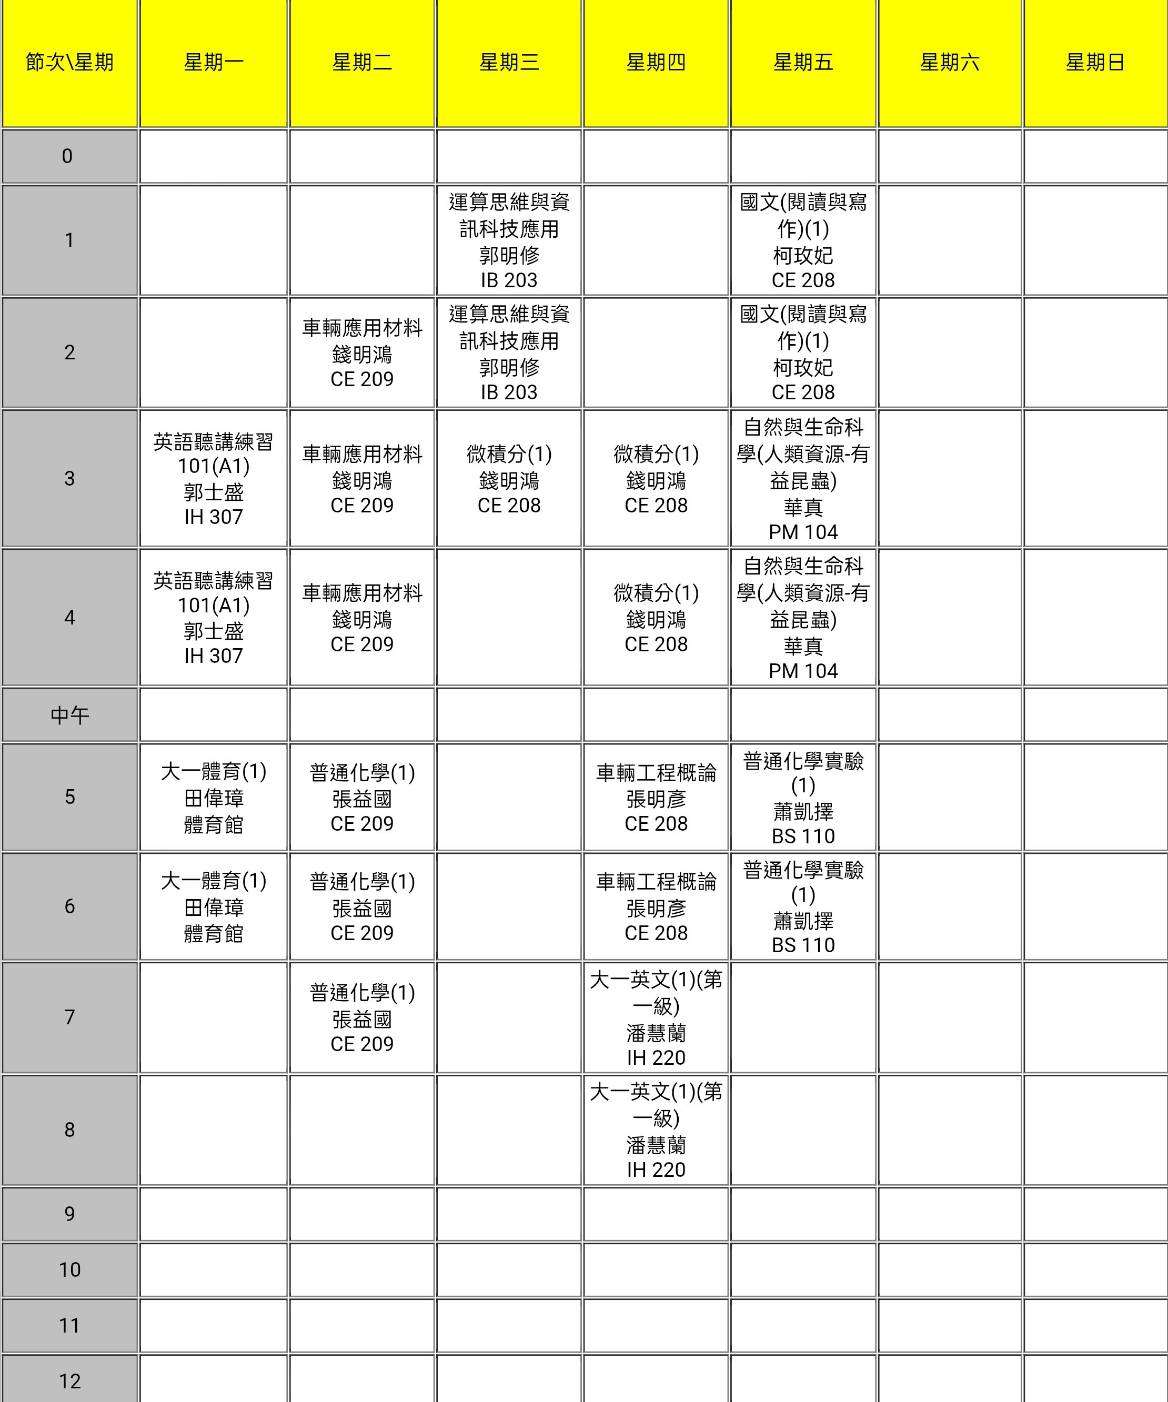 節次\星期 星期一 星期二 星期三 星期四 星期五 星期六 星期日
0
1
運算思維與資
訊科技應用
郭明修
IB 203
國文(閱讀與寫
作)(1)
柯玫妃
CE 208
2
車輛應用材料
錢明鴻
CE 209
運算思維與資
訊科技應用
郭明修
IB 203
國文(閱讀與寫
作)(1)
柯玫妃
CE 208
3
英語聽講練習
101(A1)
郭士盛
IH 307
車輛應用材料
錢明鴻
CE 209
微積分(1)
錢明鴻
CE 208
微積分(1)
錢明鴻
CE 208
自然與生命科
學(人類資源-有
益昆蟲)
華真
PM 104
4
英語聽講練習
101(A1)
郭士盛
IH 307
車輛應用材料
錢明鴻
CE 209
微積分(1)
錢明鴻
CE 208
自然與生命科
學(人類資源-有
益昆蟲)
華真
PM 104
中午
5
大一體育(1)
田偉璋
體育館
普通化學(1)
張益國
CE 209
車輛工程概論
張明彥
CE 208
普通化學實驗
(1)
蕭凱擇
BS 110
6
大一體育(1)
田偉璋
體育館
普通化學(1)
張益國
CE 209
車輛工程概論
張明彥
CE 208
普通化學實驗
(1)
蕭凱擇
BS 110
7
普通化學(1)
張益國
CE 209
大一英文(1)(第
一級)
潘慧蘭
IH 220
8
大一英文(1)(第
一級)
潘慧蘭
IH 220
9
10
11
12